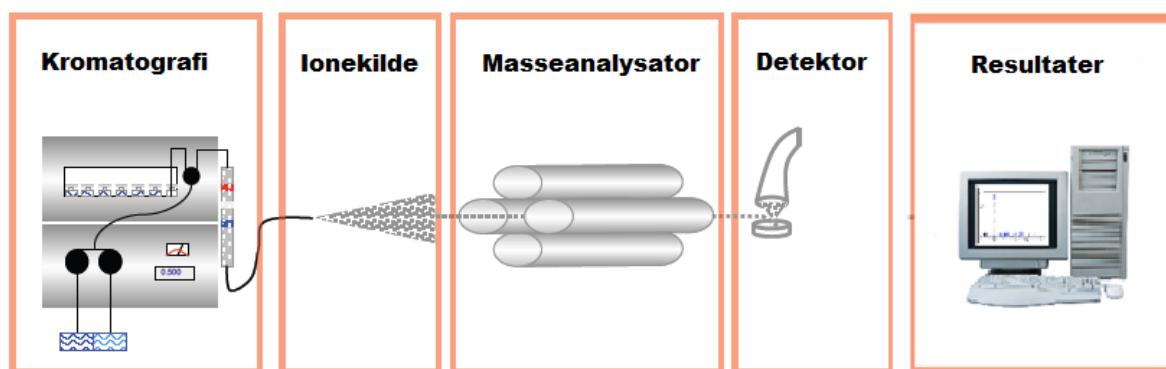 Kromatografi
Ionekilde
Masseanalysator
Detektor
Resultater
0.500